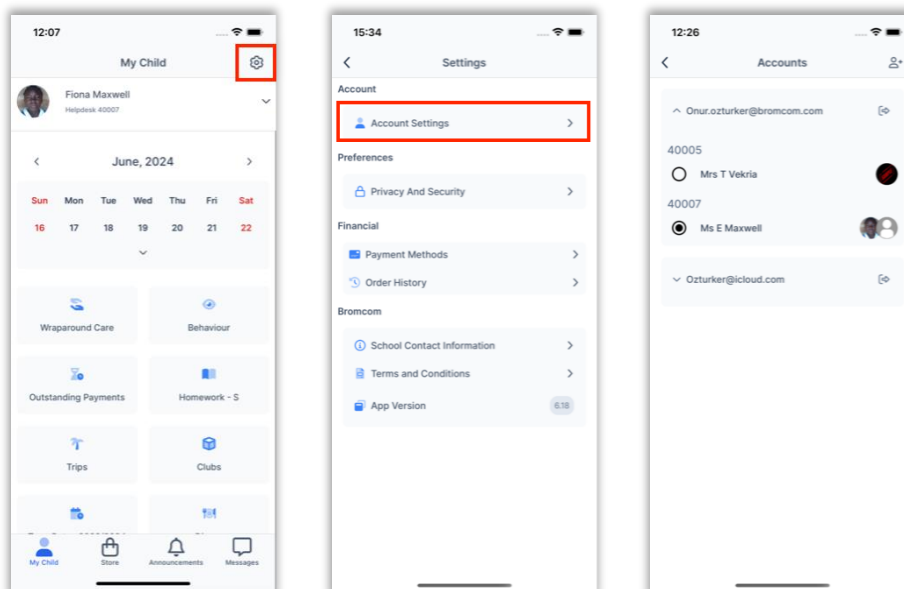 12:07
My Child
Fiona Maxwell
Helpdesk 40007
June, 2024
Sun Mon Tue Wed Thu Fri Sat
16 17 18 19 20 21 22
Wraparound Care Behaviour
Outstanding Payments Homework - S
Trips Clubs
My Child Store Announcements Messages
15:34
Settings
Account
Account Settings
Preferences
Privacy And Security
Financial
Payment Methods
Order History
Bromcom
School Contact Information
Terms and Conditions
App Version 6.18
12:26
Accounts
Onur.ozturker@bromcom.com
40005
Mrs T Vekria
40007
Ms E Maxwell
Ozturker@icloud.com